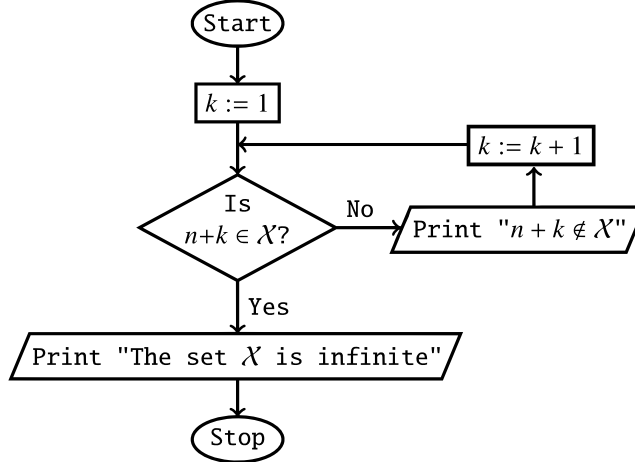 Start
k := 1
k := k + 1
Is
n+k ∈ 𝒳?
No
Print "n + k ∉ 𝒳"
Yes
Print "The set 𝒳 is infinite"
Stop